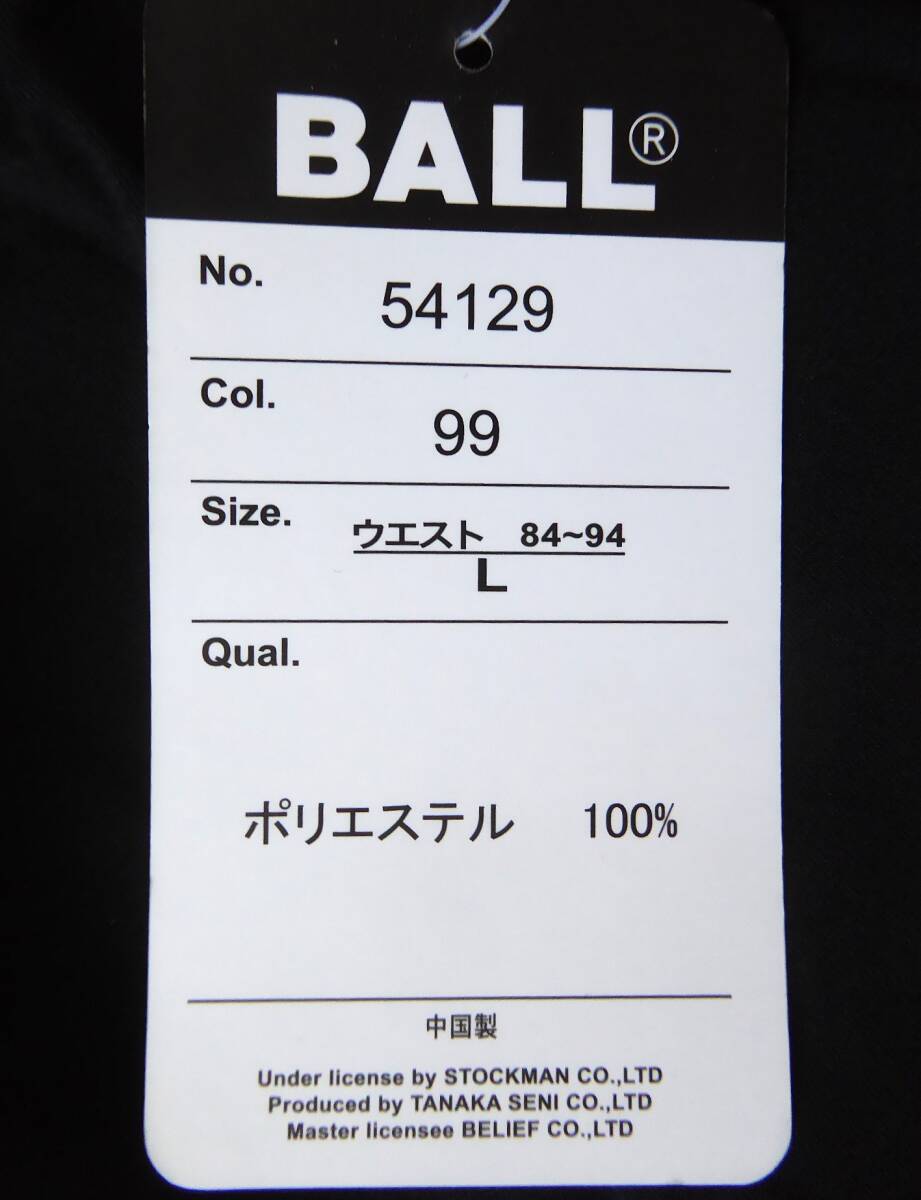 BALL®
No. 54129
Col. 99
Size. ウエスト 84~94
L
Qual.
ポリエステル 100%
中国製
Under license by STOCKMAN CO.,LTD
Produced by TANAKA SENI CO.,LTD
Master licensee BELIEF CO.,LTD